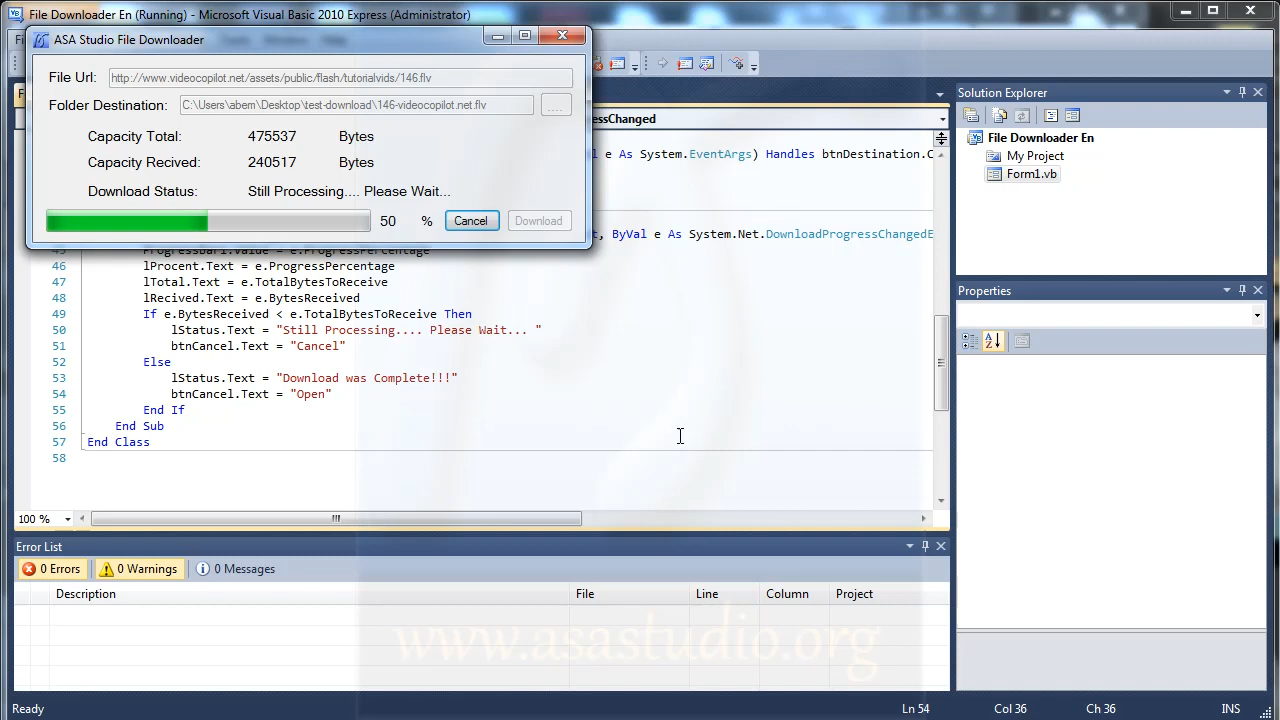 File Downloader En (Running) - Microsoft Visual Basic 2010 Express (Administrator)
ASA Studio File Downloader
File Url: http://www.videocopilot.net/assets/public/flash/tutorialvids/146.flv
Folder Destination: C:\Users\abem\Desktop\test-download\146-videocopilot.net.flv ....
Capacity Total: 475537 Bytes
Capacity Recived: 240517 Bytes
Download Status: Still Processing.... Please Wait...
50 % Cancel Download
essChanged
l e As System.EventArgs) Handles btnDestination.C
t, ByVal e As System.Net.DownloadProgressChangedE
ProgressBar1.Value = e.ProgressPercentage
46 lProcent.Text = e.ProgressPercentage
47 lTotal.Text = e.TotalBytesToReceive
48 lRecived.Text = e.BytesReceived
49 If e.BytesReceived < e.TotalBytesToReceive Then
50 lStatus.Text = "Still Processing.... Please Wait... "
51 btnCancel.Text = "Cancel"
52 Else
53 lStatus.Text = "Download was Complete!!!"
54 btnCancel.Text = "Open"
55 End If
56 End Sub
57 End Class
58
100 %
Solution Explorer
File Downloader En
My Project
Form1.vb
Properties
Error List
0 Errors 0 Warnings 0 Messages
Description File Line Column Project
www.asastudio.org
Ready Ln 54 Col 36 Ch 36 INS